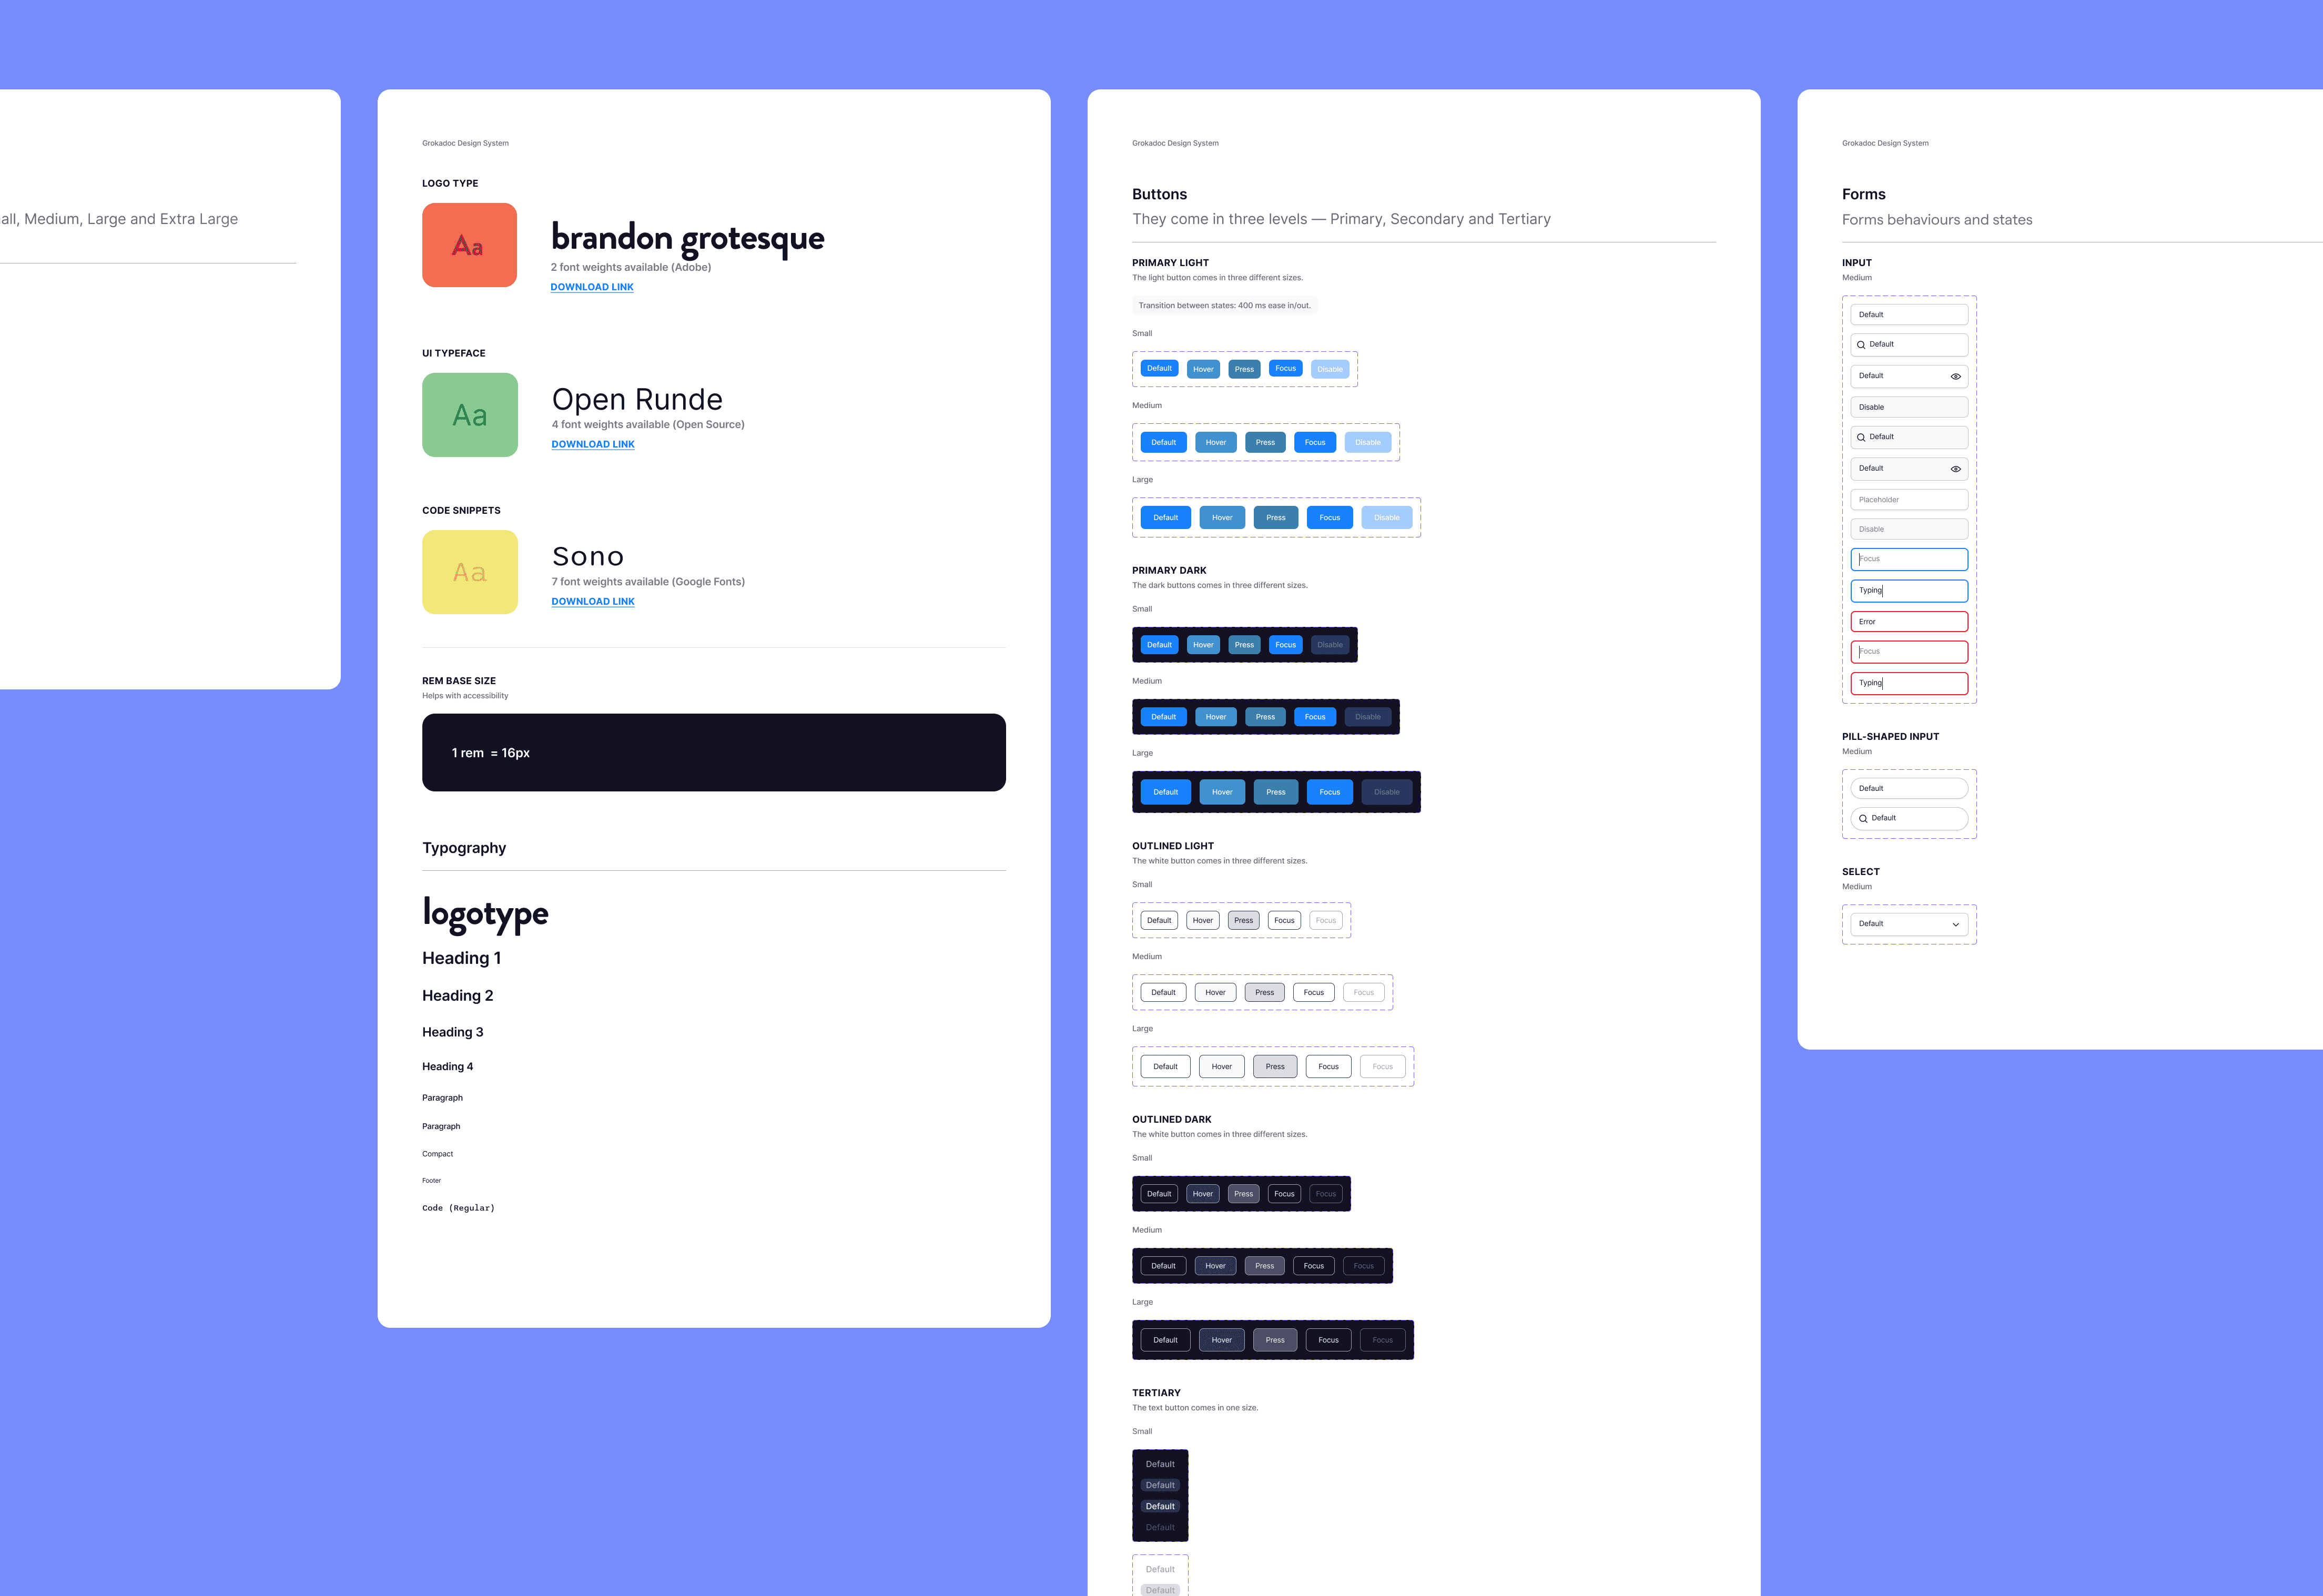 all, Medium, Large and Extra Large
Grokadoc Design System
LOGO TYPE
Aa
brandon grotesque
2 font weights available (Adobe)
DOWNLOAD LINK
UI TYPEFACE
Aa
Open Runde
4 font weights available (Open Source)
DOWNLOAD LINK
CODE SNIPPETS
Aa
Sono
7 font weights available (Google Fonts)
DOWNLOAD LINK
REM BASE SIZE
Helps with accessibility
1 rem = 16px
Typography
logotype
Heading 1
Heading 2
Heading 3
Heading 4
Paragraph
Paragraph
Compact
Footer
Code (Regular)
Grokadoc Design System
Buttons
They come in three levels — Primary, Secondary and Tertiary
PRIMARY LIGHT
The light button comes in three different sizes.
Transition between states: 400 ms ease in/out.
Small
Default Hover Press Focus Disable
Medium
Default Hover Press Focus Disable
Large
Default Hover Press Focus Disable
PRIMARY DARK
The dark buttons comes in three different sizes.
Small
Default Hover Press Focus Disable
Medium
Default Hover Press Focus Disable
Large
Default Hover Press Focus Disable
OUTLINED LIGHT
The white button comes in three different sizes.
Small
Default Hover Press Focus Focus
Medium
Default Hover Press Focus Focus
Large
Default Hover Press Focus Focus
OUTLINED DARK
The white button comes in three different sizes.
Small
Default Hover Press Focus Focus
Medium
Default Hover Press Focus Focus
Large
Default Hover Press Focus Focus
TERTIARY
The text button comes in one size.
Small
Default
Default
Default
Default
Default
Default
Grokadoc Design System
Forms
Forms behaviours and states
INPUT
Medium
Default
Default
Default
Disable
Default
Default
Placeholder
Disable
Focus
Typing
Error
Focus
Typing
PILL-SHAPED INPUT
Medium
Default
Default
SELECT
Medium
Default